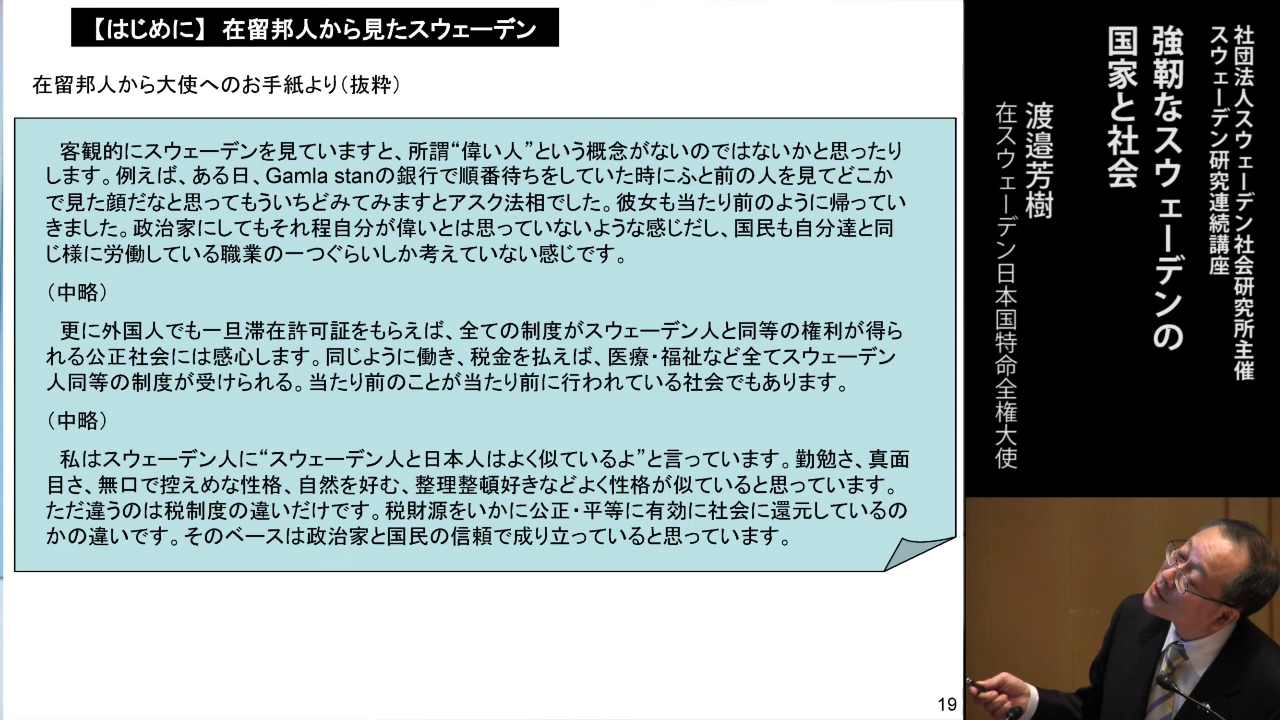 【はじめに】 在留邦人から見たスウェーデン
在留邦人から大使へのお手紙より（抜粋）
客観的にスウェーデンを見ていますと、所謂“偉い人”という概念がないのではないかと思ったり
します。例えば、ある日、Gamla stanの銀行で順番待ちをしていた時にふと前の人を見てどこか
で見た顔だなと思ってもういちどみてみますとアスク法相でした。彼女も当たり前のように帰ってい
きました。政治家にしてもそれ程自分が偉いとは思っていないような感じだし、国民も自分達と同
じ様に労働している職業の一つぐらいしか考えていない感じです。
（中略）
更に外国人でも一旦滞在許可証をもらえば、全ての制度がスウェーデン人と同等の権利が得ら
れる公正社会には感心します。同じように働き、税金を払えば、医療・福祉など全てスウェーデン
人同等の制度が受けられる。当たり前のことが当たり前に行われている社会でもあります。
（中略）
私はスウェーデン人に“スウェーデン人と日本人はよく似ているよ”と言っています。勤勉さ、真面
目さ、無口で控えめな性格、自然を好む、整理整頓好きなどよく性格が似ていると思っています。
ただ違うのは税制度の違いだけです。税財源をいかに公正・平等に有効に社会に還元しているの
かの違いです。そのベースは政治家と国民の信頼で成り立っていると思っています。
19
社団法人スウェーデン社会研究所主催
スウェーデン研究連続講座
強靭なスウェーデンの
国家と社会
渡邉芳樹
在スウェーデン日本国特命全権大使